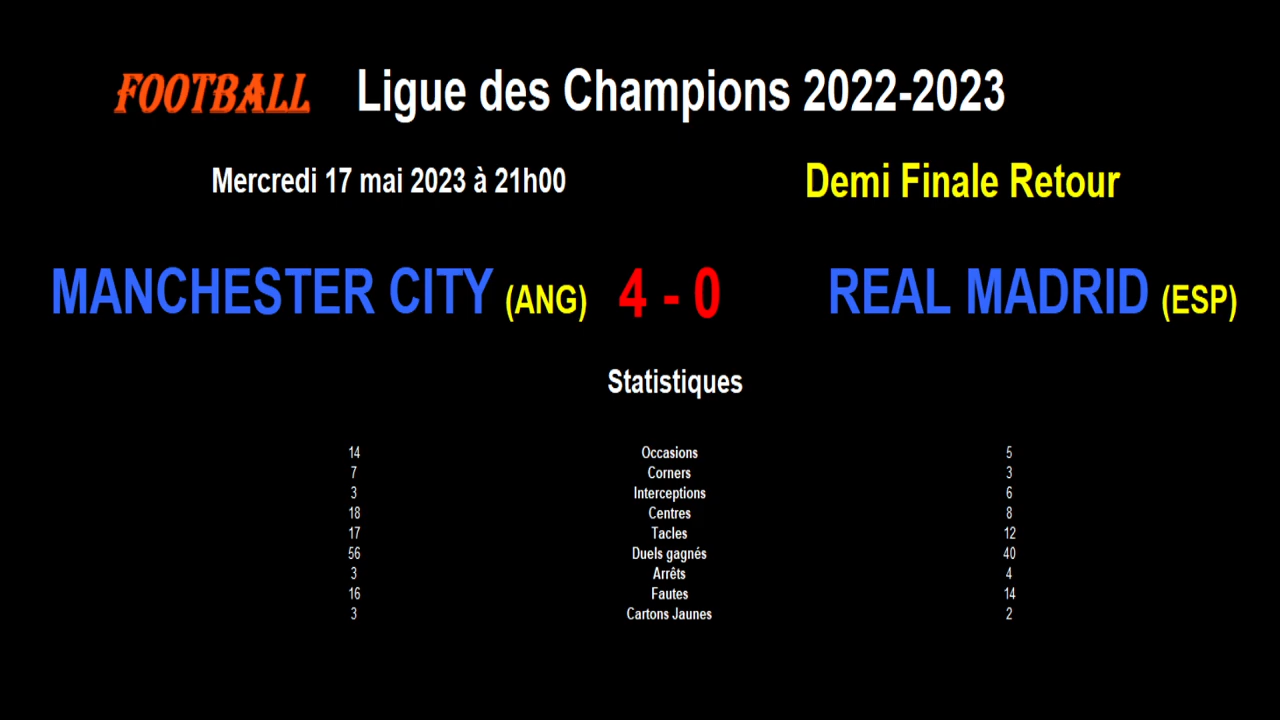 FOOTBALL Ligue des Champions 2022-2023
Mercredi 17 mai 2023 à 21h00 Demi Finale Retour
MANCHESTER CITY (ANG) 4 - 0 REAL MADRID (ESP)
Statistiques
14 Occasions 5
7 Corners 3
3 Interceptions 6
18 Centres 8
17 Tacles 12
56 Duels gagnés 40
3 Arrêts 4
16 Fautes 14
3 Cartons Jaunes 2